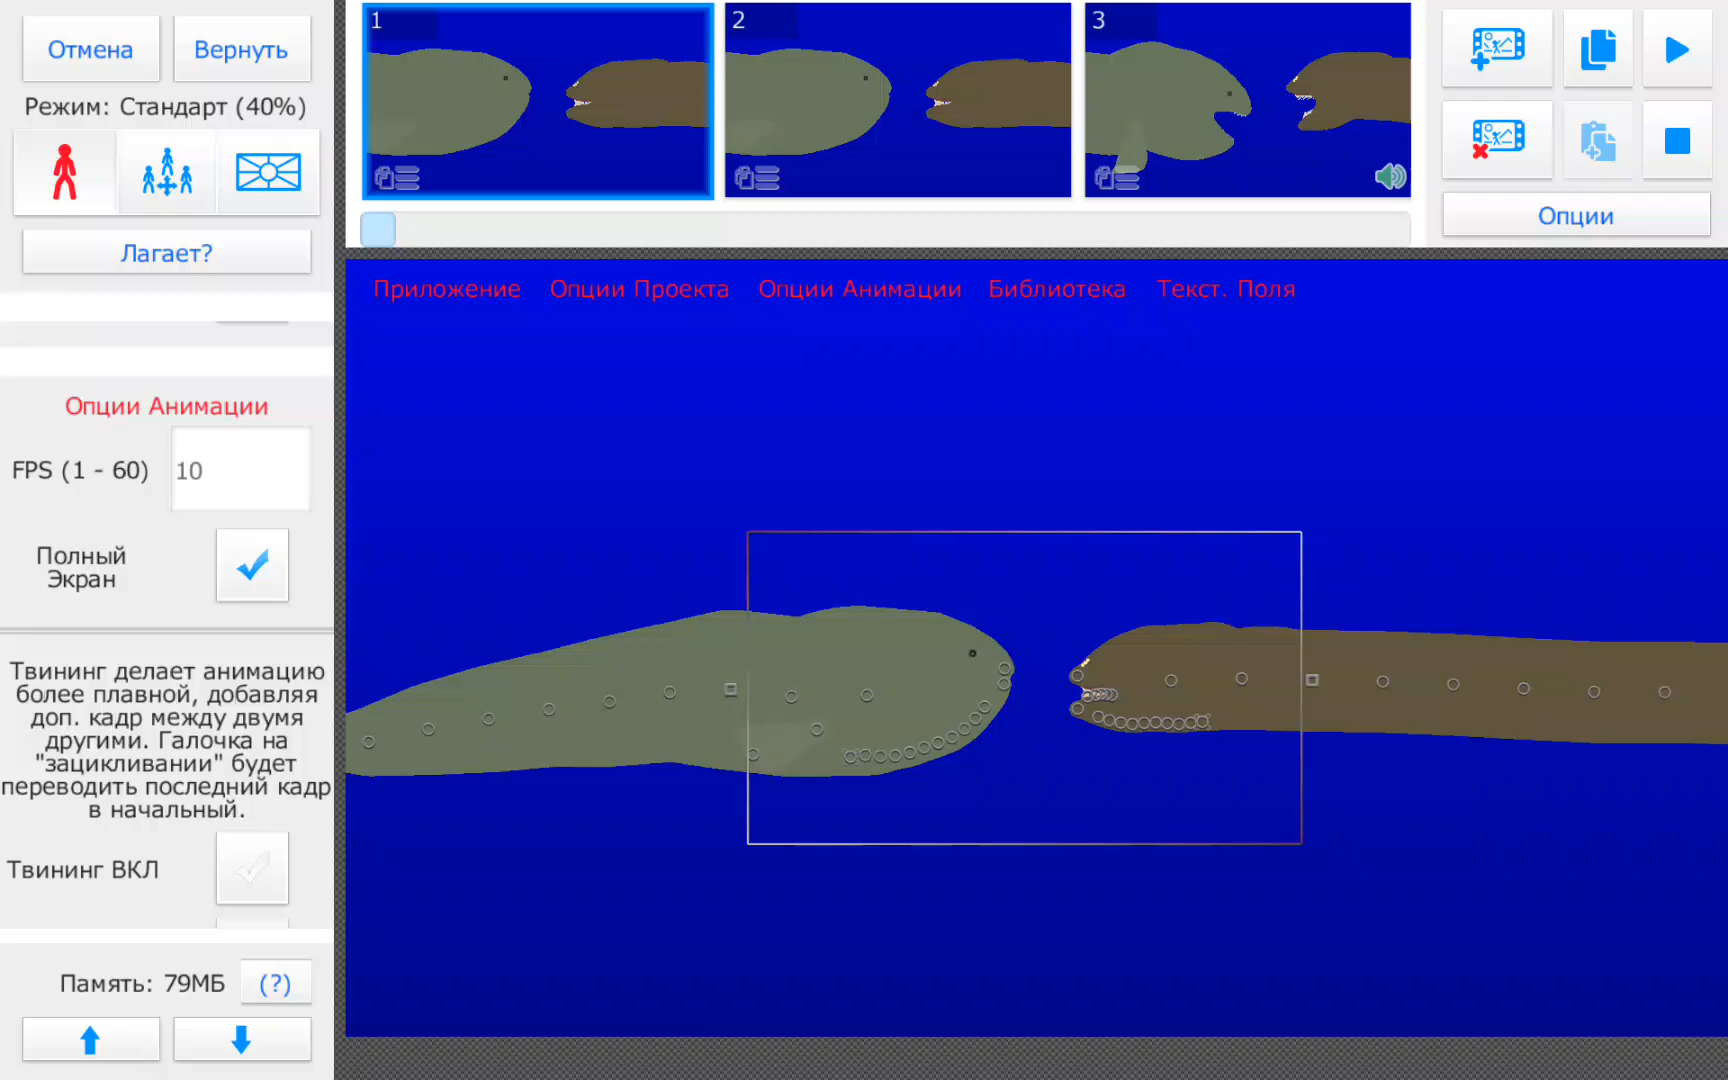 Отмена
Вернуть
Режим: Стандарт (40%)
Лагает?
1
2
3
Опции
Приложение
Опции Проекта
Опции Анимации
Библиотека
Текст. Поля
Опции Анимации
FPS (1 - 60)
10
Полный
Экран
Твининг делает анимацию
более плавной, добавляя
доп. кадр между двумя
другими. Галочка на
"зацикливании" будет
переводить последний кадр
в начальный.
Твининг ВКЛ
Память: 79МБ
(?)